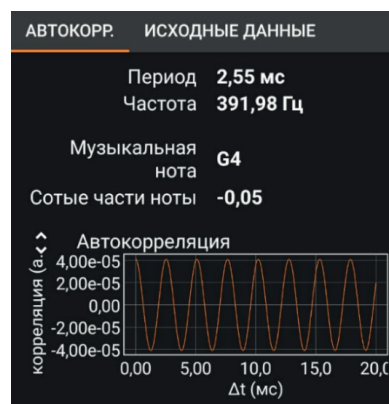 АВТОКОРР. ИСХОДНЫЕ ДАННЫЕ
Период 2,55 мс
Частота 391,98 Гц
Музыкальная нота G4
Сотые части ноты -0,05
Автокорреляция
корреляция (а.
4,00e-05
2,00e-05
0,00
-2,00e-05
-4,00e-05
0,00 5,00 10,0 15,0 20,0
Δt (мс)